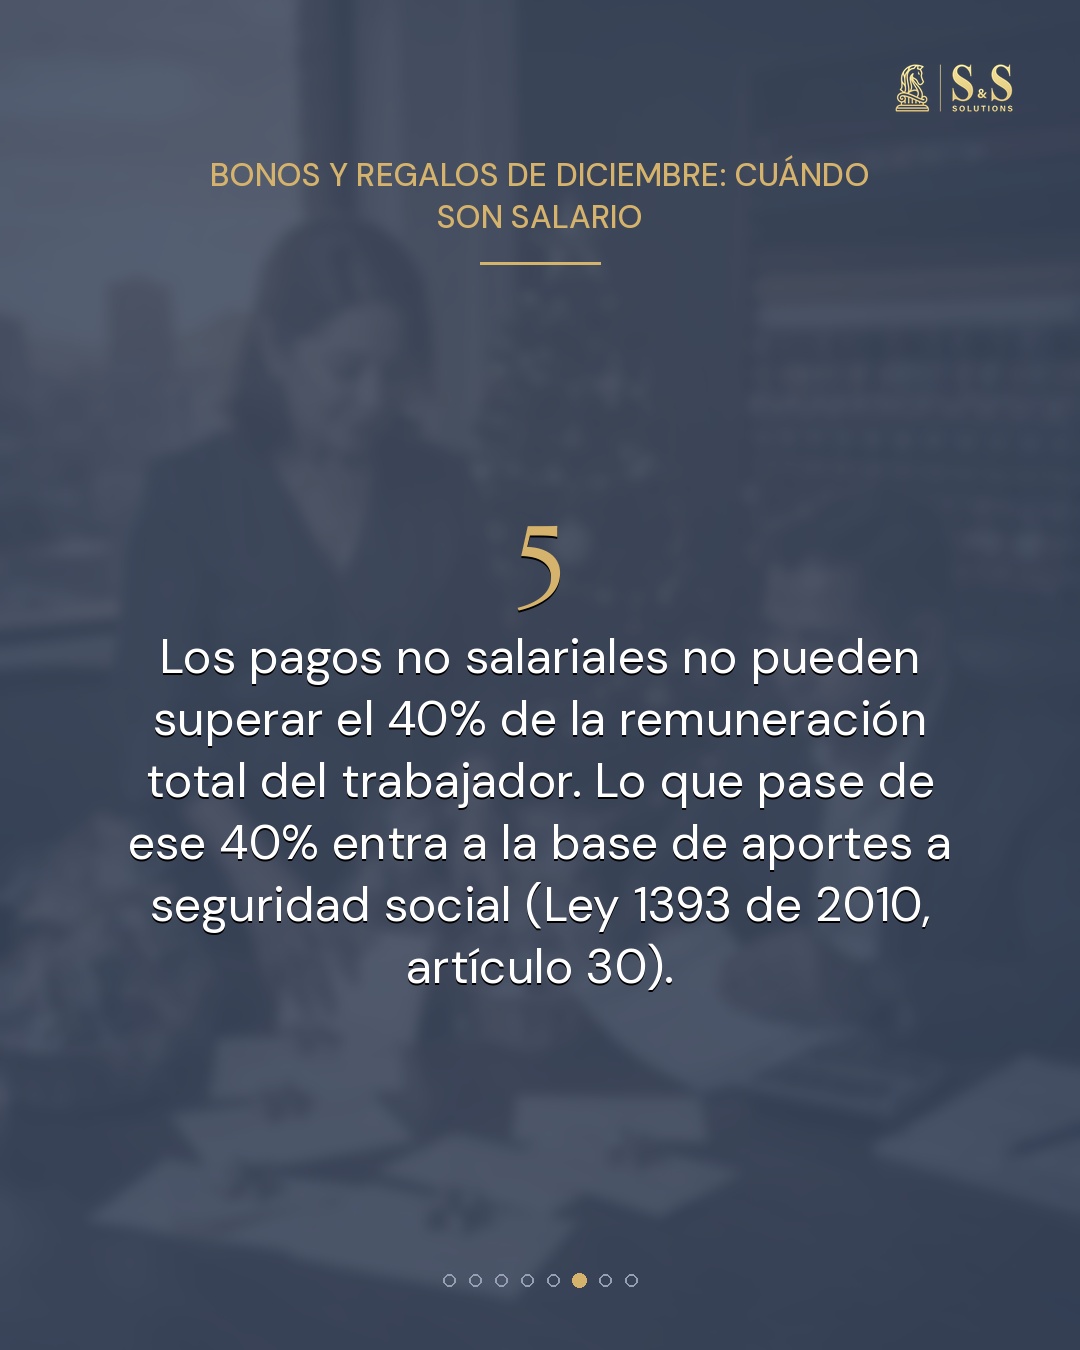 S&S
SOLUTIONS
BONOS Y REGALOS DE DICIEMBRE: CUÁNDO
SON SALARIO
5
Los pagos no salariales no pueden
superar el 40% de la remuneración
total del trabajador. Lo que pase de
ese 40% entra a la base de aportes a
seguridad social (Ley 1393 de 2010,
artículo 30).